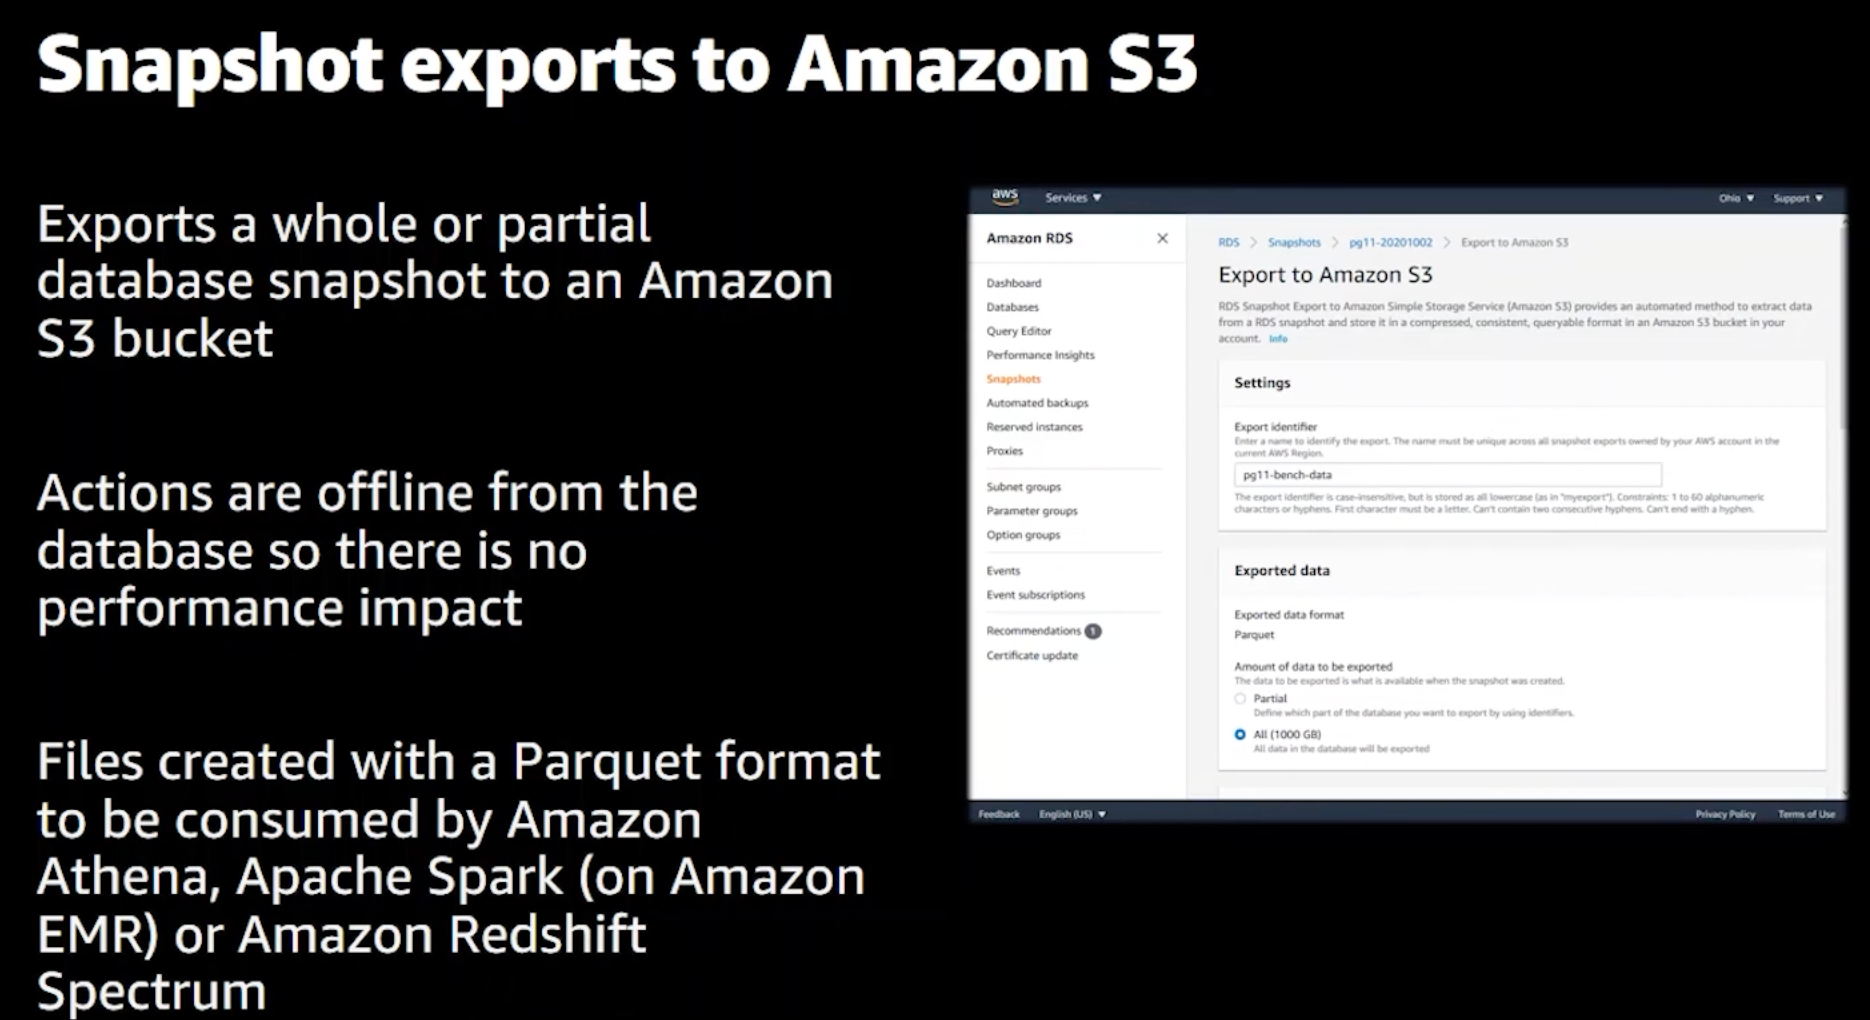 Snapshot exports to Amazon S3
Exports a whole or partial
database snapshot to an Amazon
S3 bucket
Actions are offline from the
database so there is no
performance impact
Files created with a Parquet format
to be consumed by Amazon
Athena, Apache Spark (on Amazon
EMR) or Amazon Redshift
Spectrum
aws Services Ohio Support
Amazon RDS
Dashboard
Databases
Query Editor
Performance Insights
Snapshots
Automated backups
Reserved instances
Proxies
Subnet groups
Parameter groups
Option groups
Events
Event subscriptions
Recommendations 1
Certificate update
RDS > Snapshots > pg11-20201002 > Export to Amazon S3
Export to Amazon S3
RDS Snapshot Export to Amazon Simple Storage Service (Amazon S3) provides an automated method to extract data
from a RDS snapshot and store it in a compressed, consistent, queryable format in an Amazon S3 bucket in your
account. Info
Settings
Export identifier
Enter a name to identify the export. The name must be unique across all snapshot exports owned by your AWS account in the
current AWS Region.
pg11-bench-data
The export identifier is case-insensitive, but is stored as all lowercase (as in "myexport"). Constraints: 1 to 60 alphanumeric
characters or hyphens. First character must be a letter. Can't contain two consecutive hyphens. Can't end with a hyphen.
Exported data
Exported data format
Parquet
Amount of data to be exported
The data to be exported is what is available when the snapshot was created.
Partial
Define which part of the database you want to export by using identifiers.
All (1000 GB)
All data in the database will be exported
Feedback English (US) Privacy Policy Terms of Use